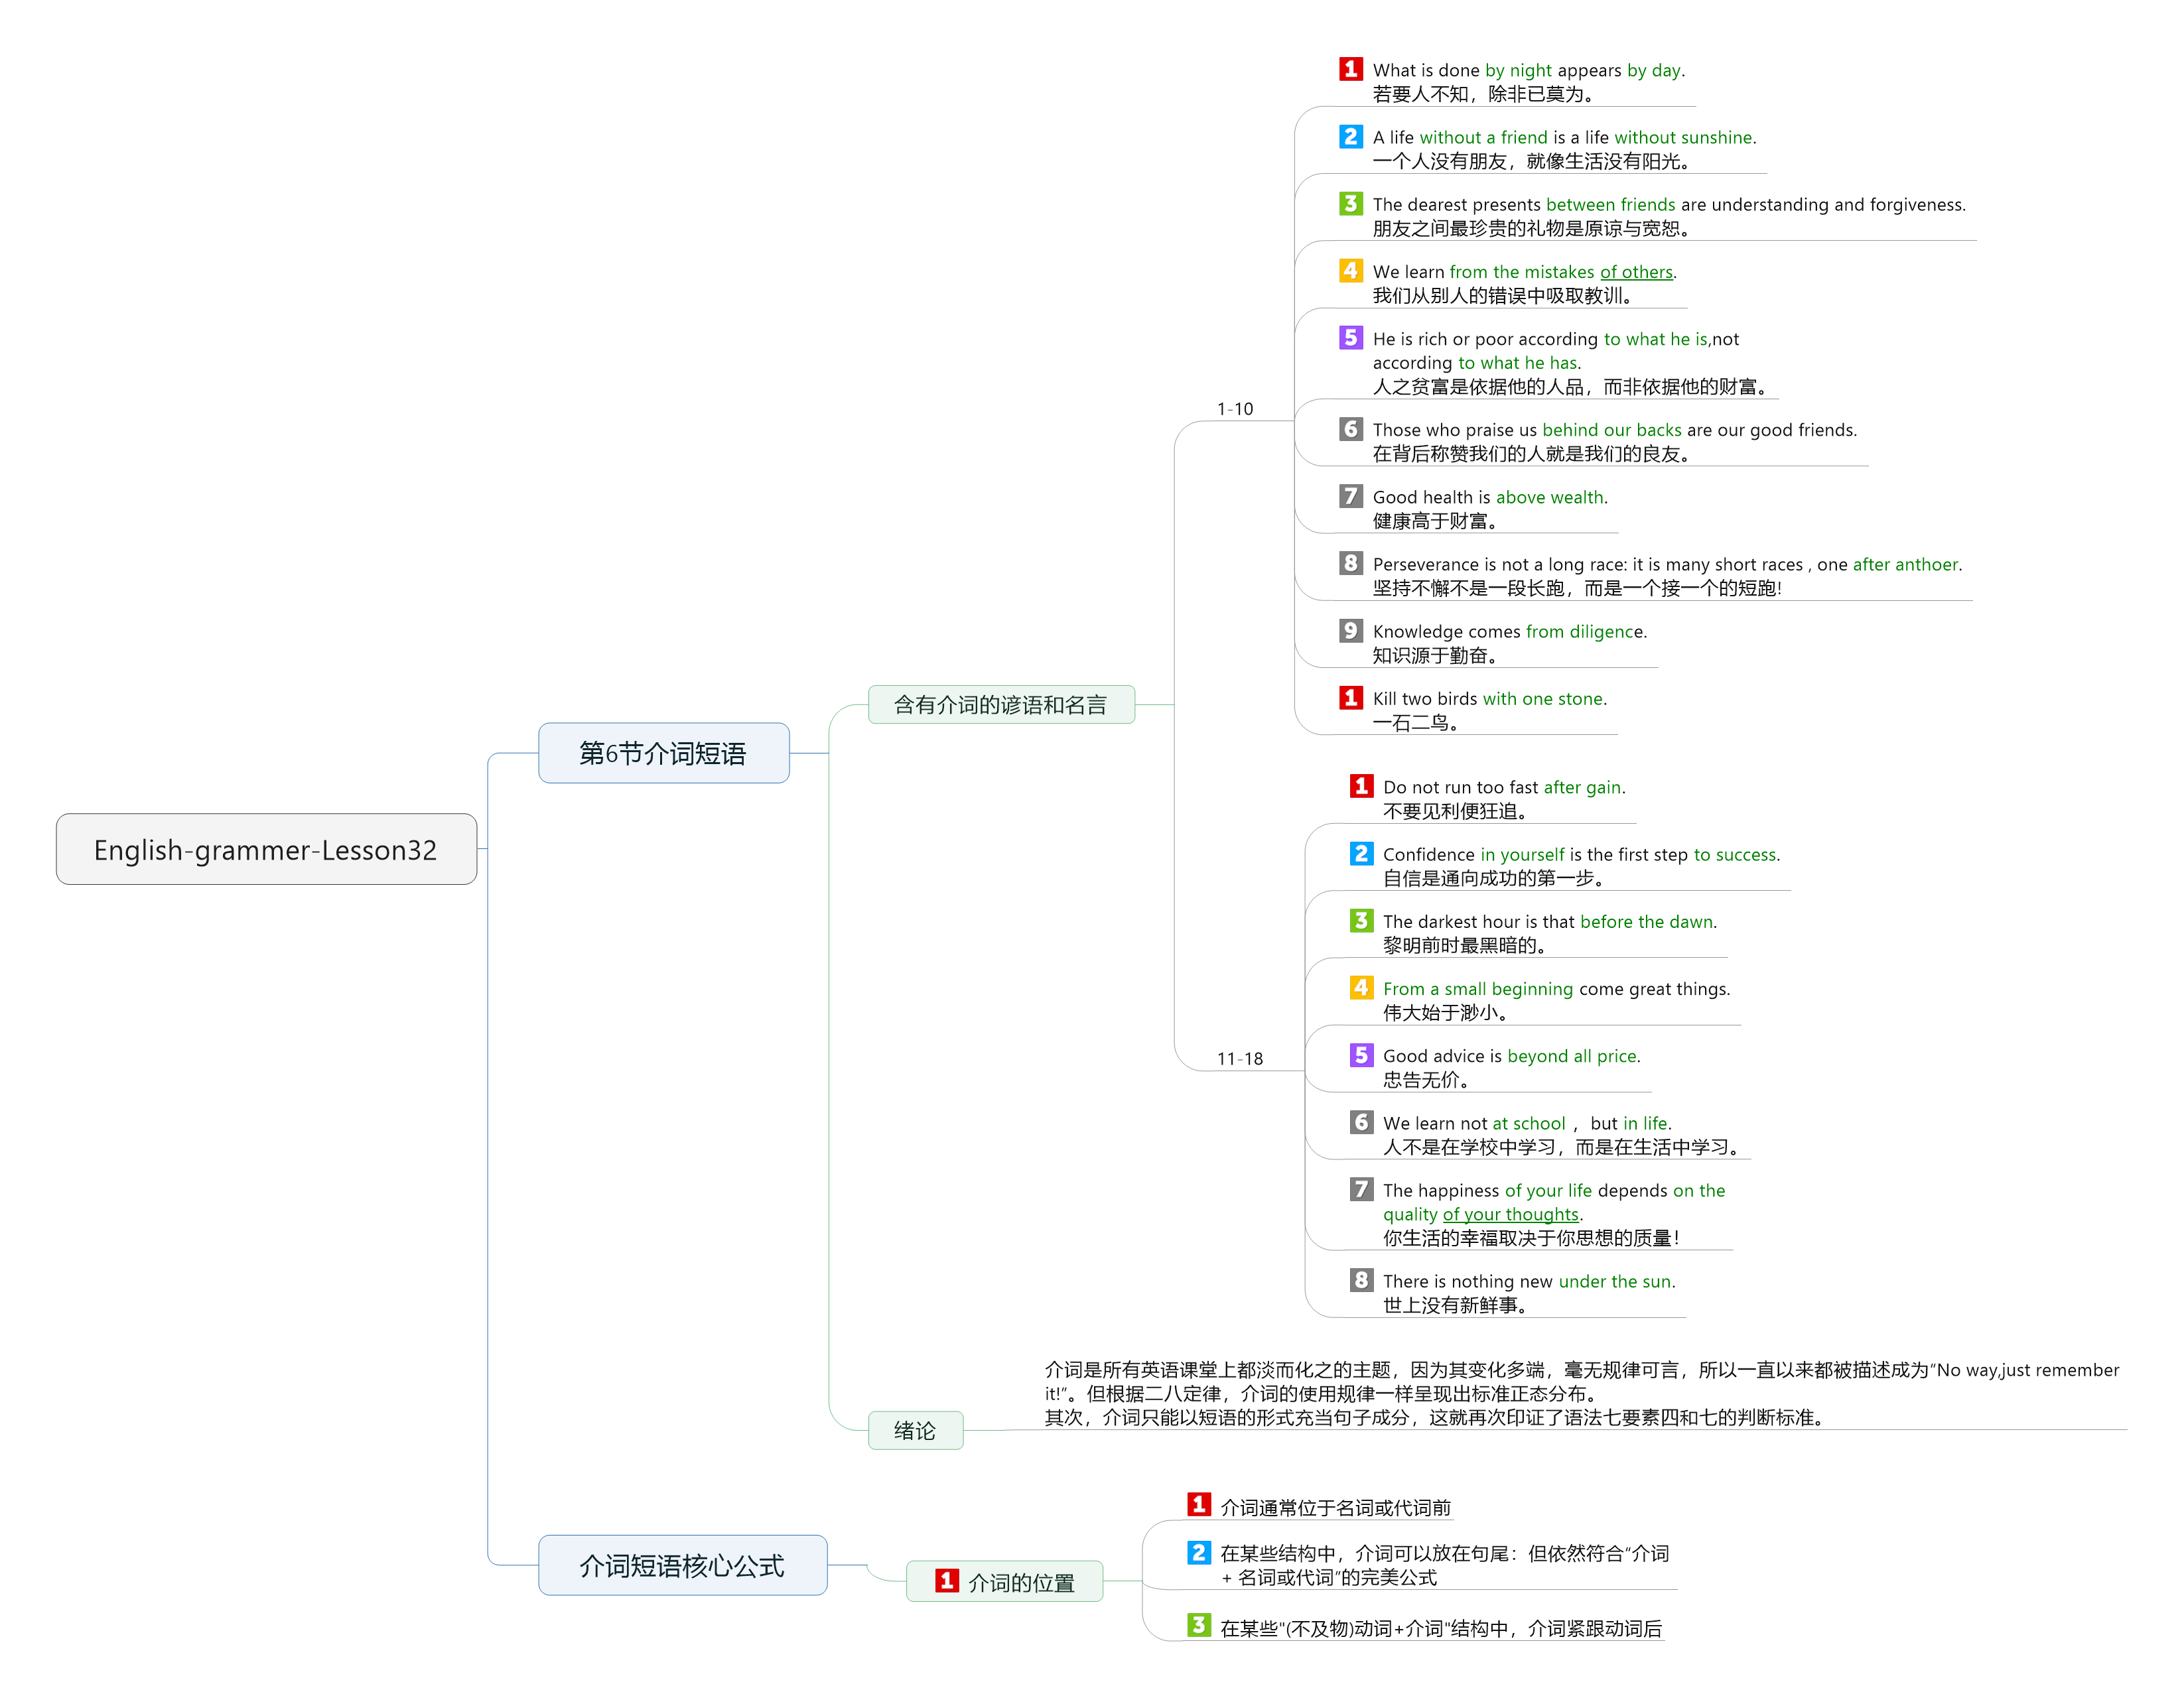 English-grammer-Lesson32
第6节介词短语
含有介词的谚语和名言
1-10
1 What is done by night appears by day.
若要人不知，除非已莫为。
2 A life without a friend is a life without sunshine.
一个人没有朋友，就像生活没有阳光。
3 The dearest presents between friends are understanding and forgiveness.
朋友之间最珍贵的礼物是原谅与宽恕。
4 We learn from the mistakes of others.
我们从别人的错误中吸取教训。
5 He is rich or poor according to what he is,not
according to what he has.
人之贫富是依据他的人品，而非依据他的财富。
6 Those who praise us behind our backs are our good friends.
在背后称赞我们的人就是我们的良友。
7 Good health is above wealth.
健康高于财富。
8 Perseverance is not a long race: it is many short races , one after anthoer.
坚持不懈不是一段长跑，而是一个接一个的短跑!
9 Knowledge comes from diligence.
知识源于勤奋。
1 Kill two birds with one stone.
一石二鸟。
11-18
1 Do not run too fast after gain.
不要见利便狂追。
2 Confidence in yourself is the first step to success.
自信是通向成功的第一步。
3 The darkest hour is that before the dawn.
黎明前时最黑暗的。
4 From a small beginning come great things.
伟大始于渺小。
5 Good advice is beyond all price.
忠告无价。
6 We learn not at school ，but in life.
人不是在学校中学习，而是在生活中学习。
7 The happiness of your life depends on the
quality of your thoughts.
你生活的幸福取决于你思想的质量！
8 There is nothing new under the sun.
世上没有新鲜事。
绪论
介词是所有英语课堂上都淡而化之的主题，因为其变化多端，毫无规律可言，所以一直以来都被描述成为“No way,just remember
it!”。但根据二八定律，介词的使用规律一样呈现出标准正态分布。
其次，介词只能以短语的形式充当句子成分，这就再次印证了语法七要素四和七的判断标准。
介词短语核心公式
1 介词的位置
1 介词通常位于名词或代词前
2 在某些结构中，介词可以放在句尾：但依然符合“介词
+ 名词或代词”的完美公式
3 在某些"(不及物)动词+介词"结构中，介词紧跟动词后